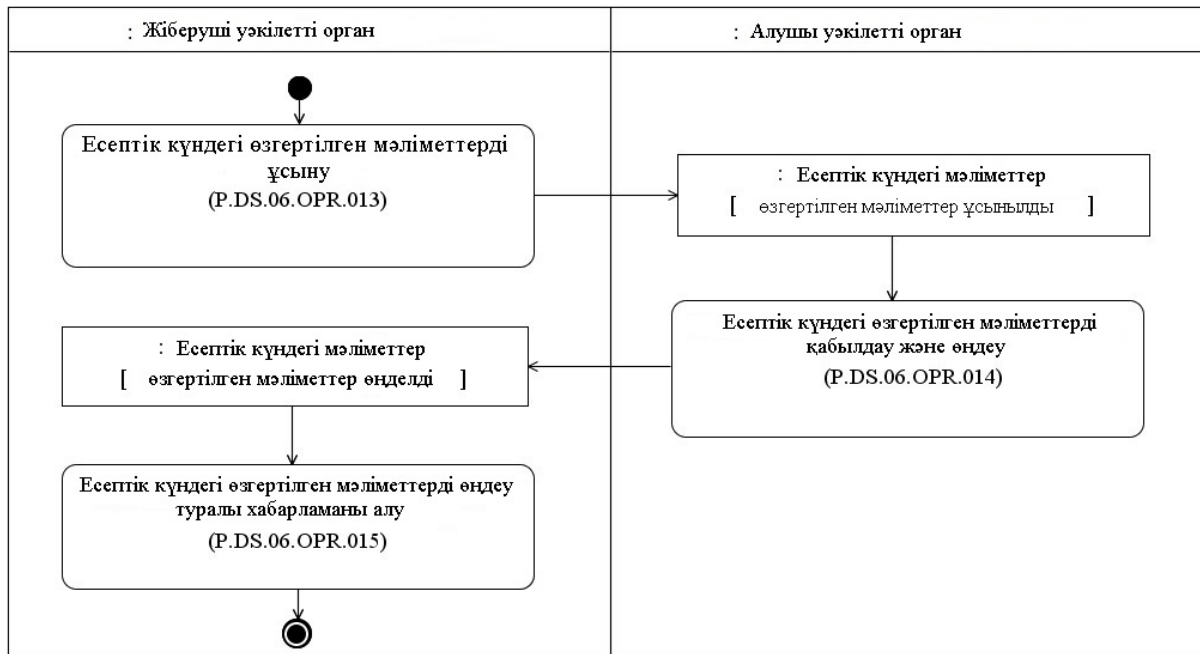 : Жіберуші уәкілетті орган
: Алушы уәкілетті орган
Есептік күндегі өзгертілген мәліметтерді
ұсыну
(P.DS.06.OPR.013)
: Есептік күндегі мәліметтер
[ өзгертілген мәліметтер ұсынылды ]
Есептік күндегі өзгертілген мәліметтерді
қабылдау және өңдеу
(P.DS.06.OPR.014)
: Есептік күндегі мәліметтер
[ өзгертілген мәліметтер өңделді ]
Есептік күндегі өзгертілген мәліметтерді өңдеу
туралы хабарламаны алу
(P.DS.06.OPR.015)